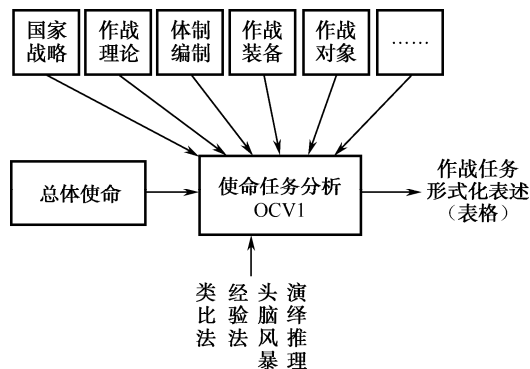 国家
战略
作战
理论
体制
编制
作战
装备
作战
对象
……
总体使命
使命任务分析
OCV1
作战任务
形式化表述
（表格）
类比法
经验法
头脑风暴
演绎推理